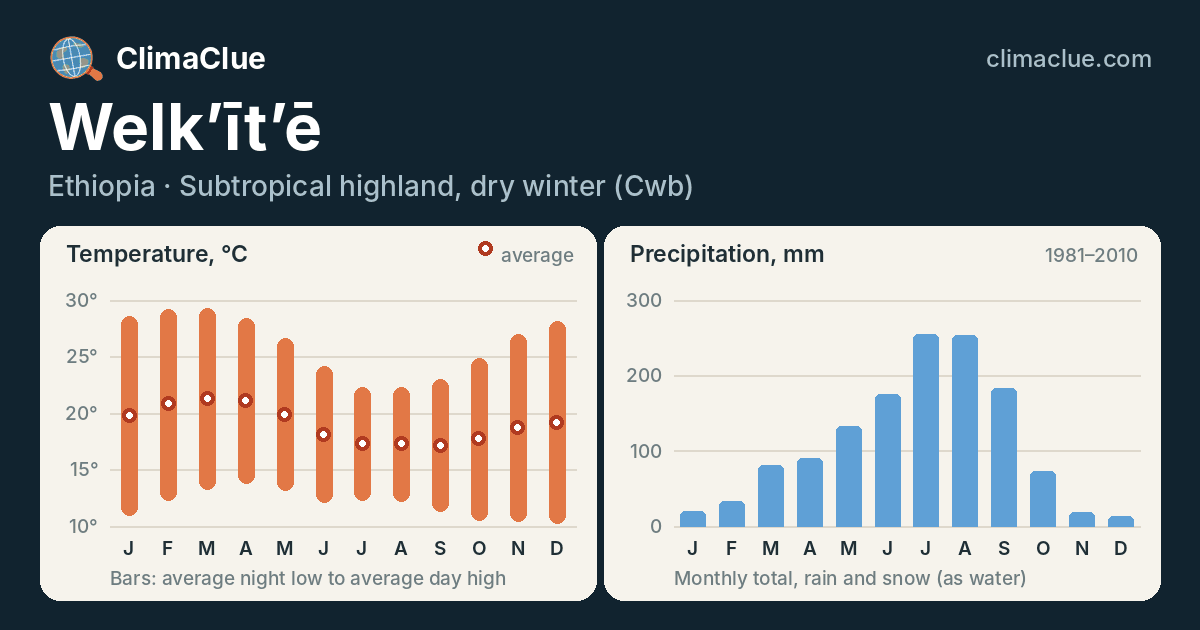 ClimaClue
climaclue.com
Welk’īt’ē
Ethiopia · Subtropical highland, dry winter (Cwb)
Temperature, °C
average
30°
25°
20°
15°
10°
J F M A M J J A S O N D
Bars: average night low to average day high
Precipitation, mm
1981–2010
300
200
100
0
J F M A M J J A S O N D
Monthly total, rain and snow (as water)